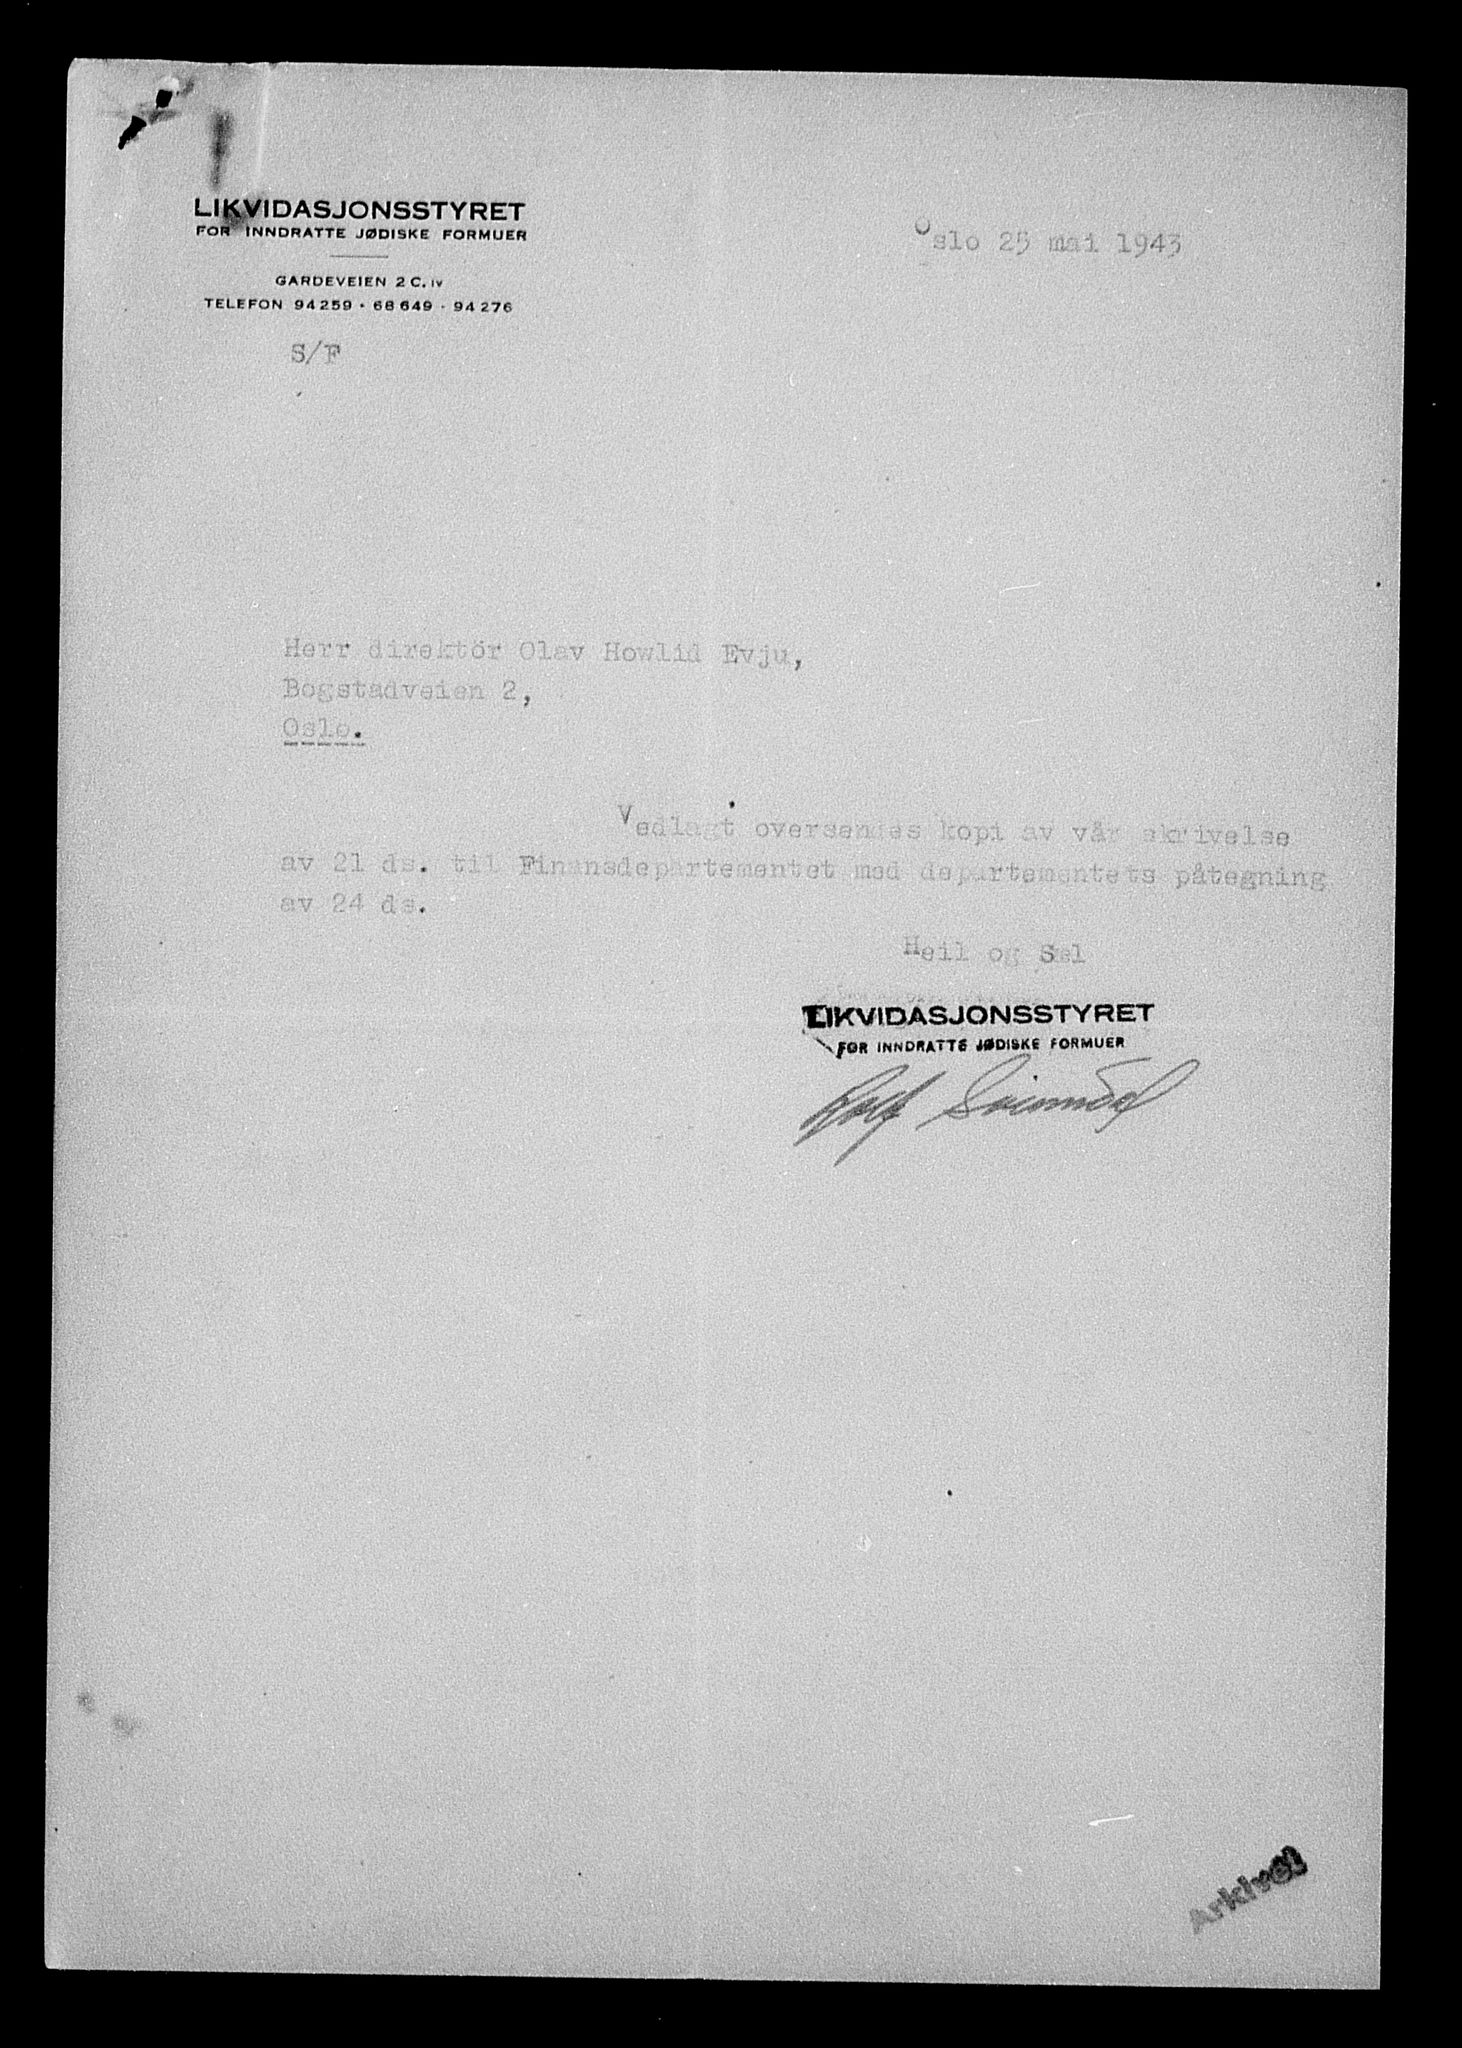 LIKVIDASJONSSTYRET
FOR INNDRATTE JØDISKE FORMUER
GARDEVEIEN 2 C. IV
TELEFON 94259 · 68649 · 94276
S/F
Oslo 25 mai 1943
Herr direktör Olav Howlid Evju,
Bogstadveien 2,
Oslo.
Vedlagt oversendes kopi av vår skrivelse
av 21 ds. til Finansdepartementet med departementets påtegning
av 24 ds.
Heil og Sæl
LIKVIDASJONSSTYRET
FOR INNDRATTE JØDISKE FORMUER
Rolf Svinndal
Arkivet